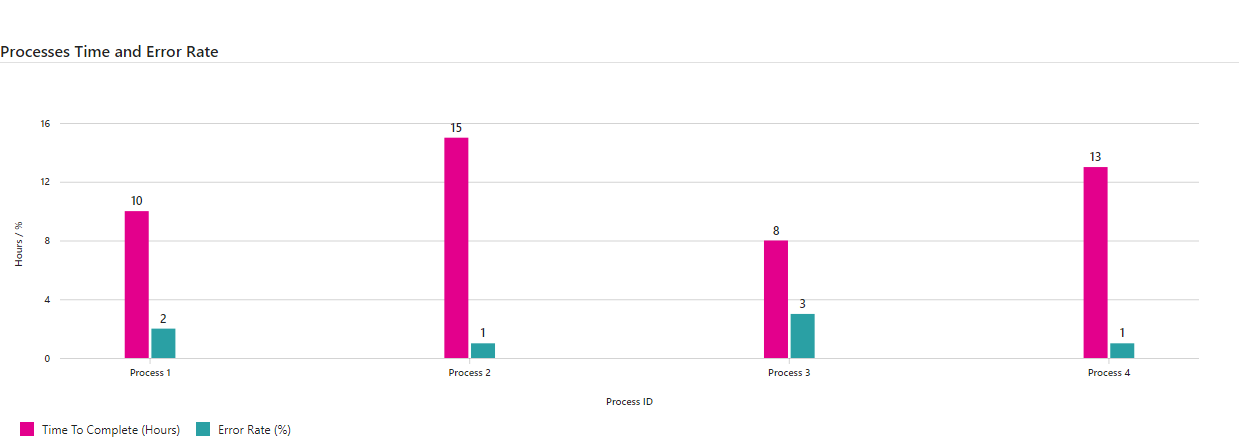 Processes Time and Error Rate
16
12
8
4
0
Hours / %
10
2
15
1
8
3
13
1
Process 1
Process 2
Process 3
Process 4
Process ID
Time To Complete (Hours)
Error Rate (%)